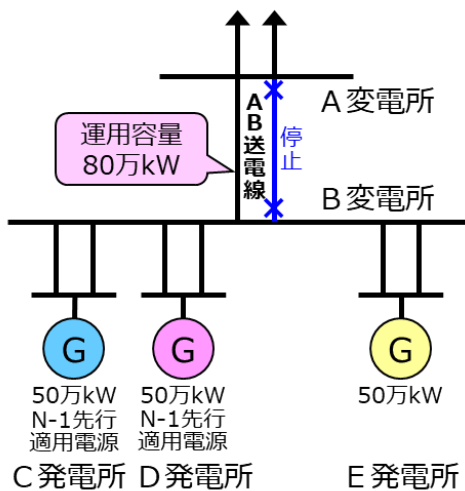 A変電所
運用容量
80万kW
AB送電線
停止
B変電所
G
G
G
50万kW
N-1先行
適用電源
50万kW
N-1先行
適用電源
50万kW
C発電所
D発電所
E発電所